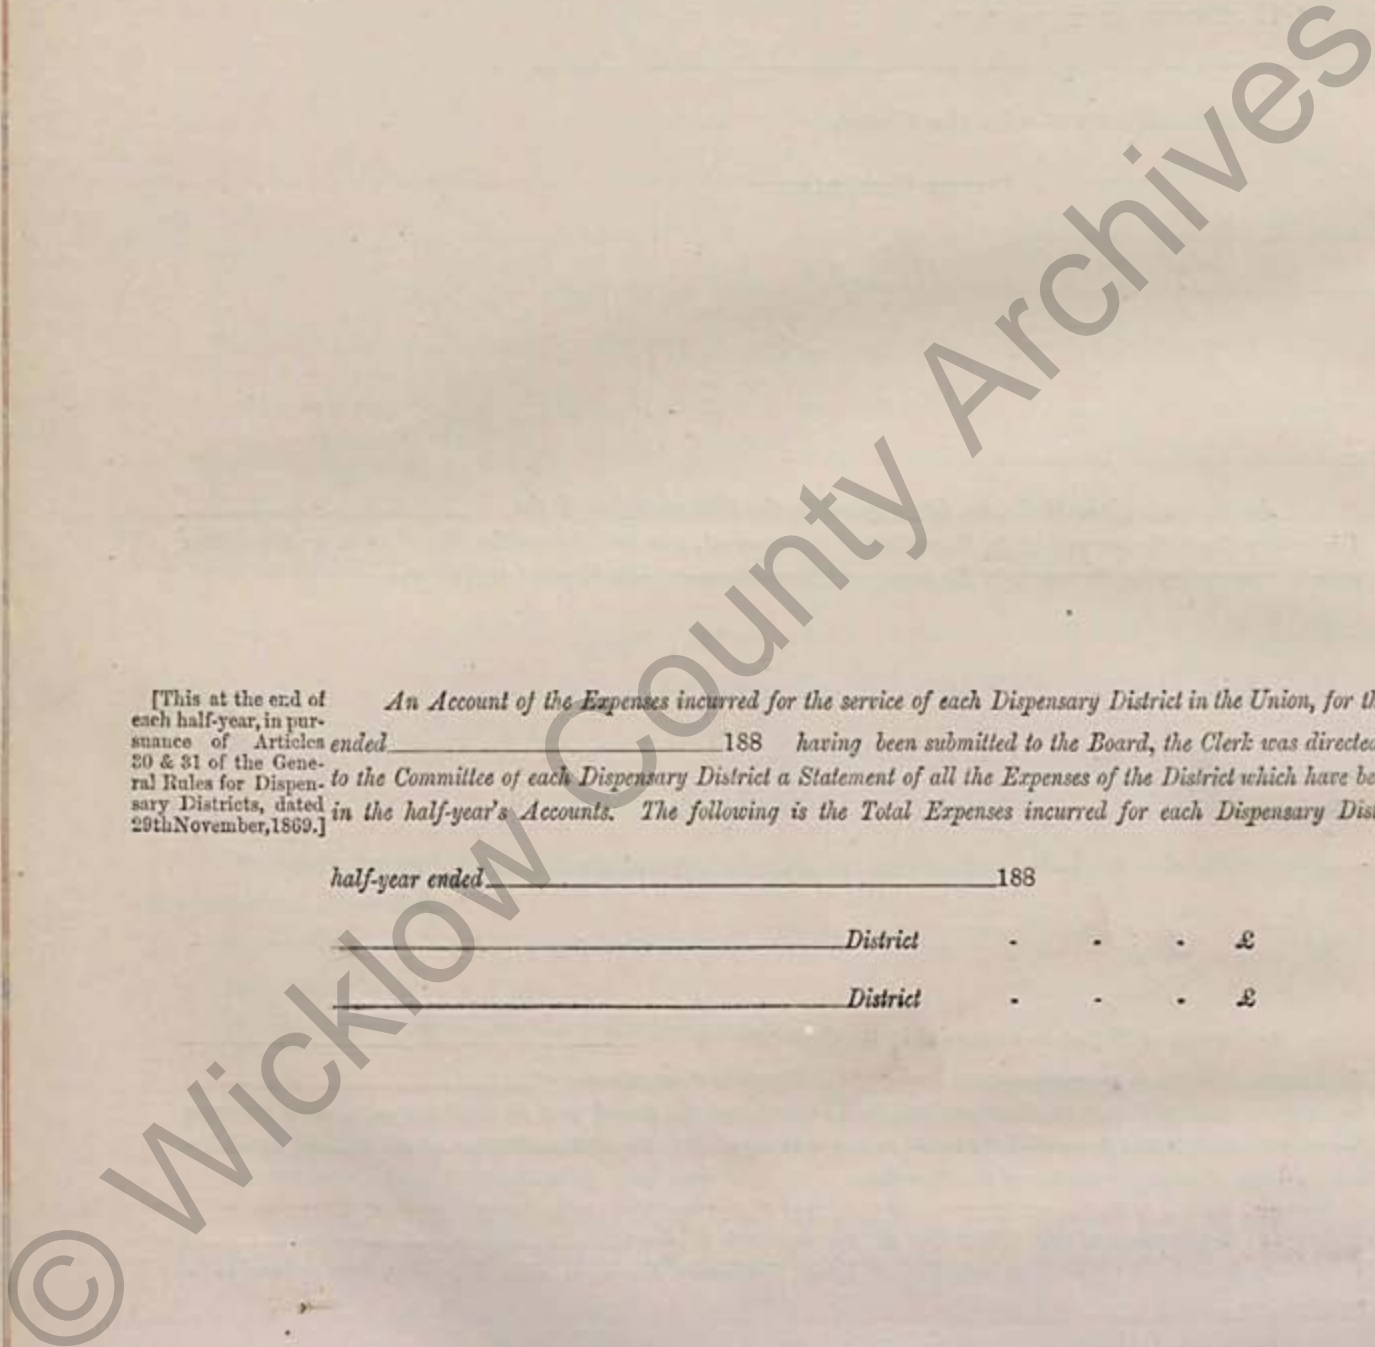 [This at the end of
each half-year, in pur-
suance of Articles
30 & 31 of the Gene-
ral Rules for Dispen-
sary Districts, dated
29thNovember,1869.]
An Account of the Expenses incurred for the service of each Dispensary District in the Union, for th
ended 188 having been submitted to the Board, the Clerk was directed
to the Committee of each Dispensary District a Statement of all the Expenses of the District which have be
in the half-year's Accounts. The following is the Total Expenses incurred for each Dispensary Dis
half-year ended 188
District - - - £
District - - - £
© Wicklow County Archives